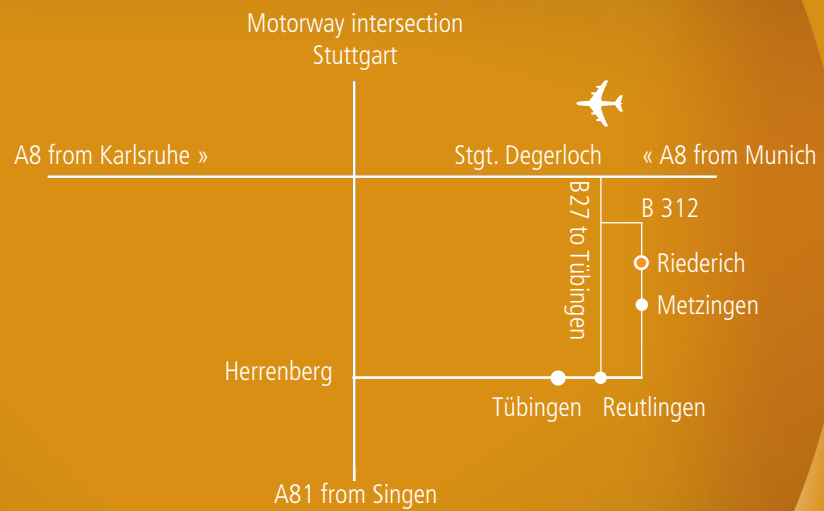 Motorway intersection
Stuttgart
A8 from Karlsruhe »
Stgt. Degerloch
« A8 from Munich
B27 to Tübingen
B 312
Riederich
Metzingen
Herrenberg
Tübingen
Reutlingen
A81 from Singen